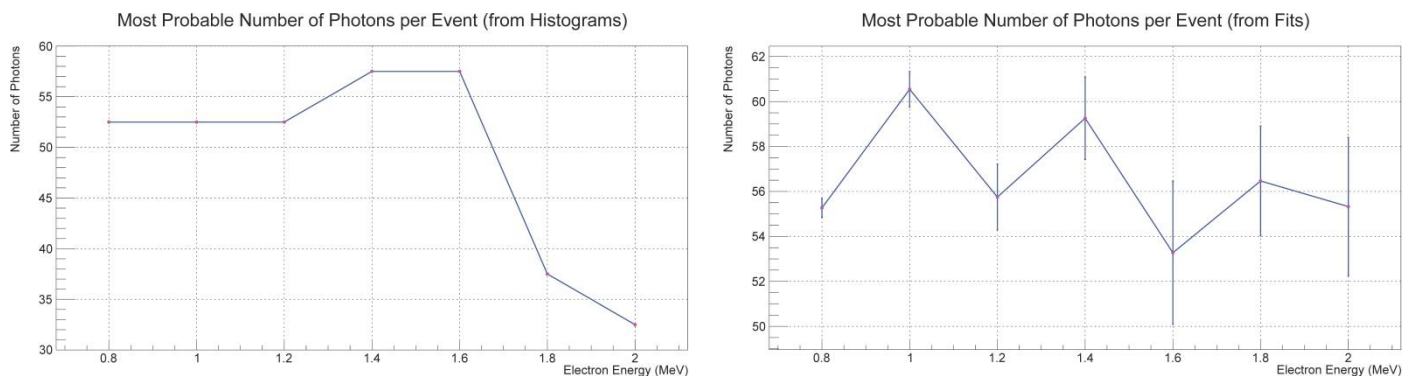 Most Probable Number of Photons per Event (from Histograms)
Number of Photons
60
55
50
45
40
35
30
0.8 1 1.2 1.4 1.6 1.8 2
Electron Energy (MeV)
Most Probable Number of Photons per Event (from Fits)
Number of Photons
62
60
58
56
54
52
50
0.8 1 1.2 1.4 1.6 1.8 2
Electron Energy (MeV)